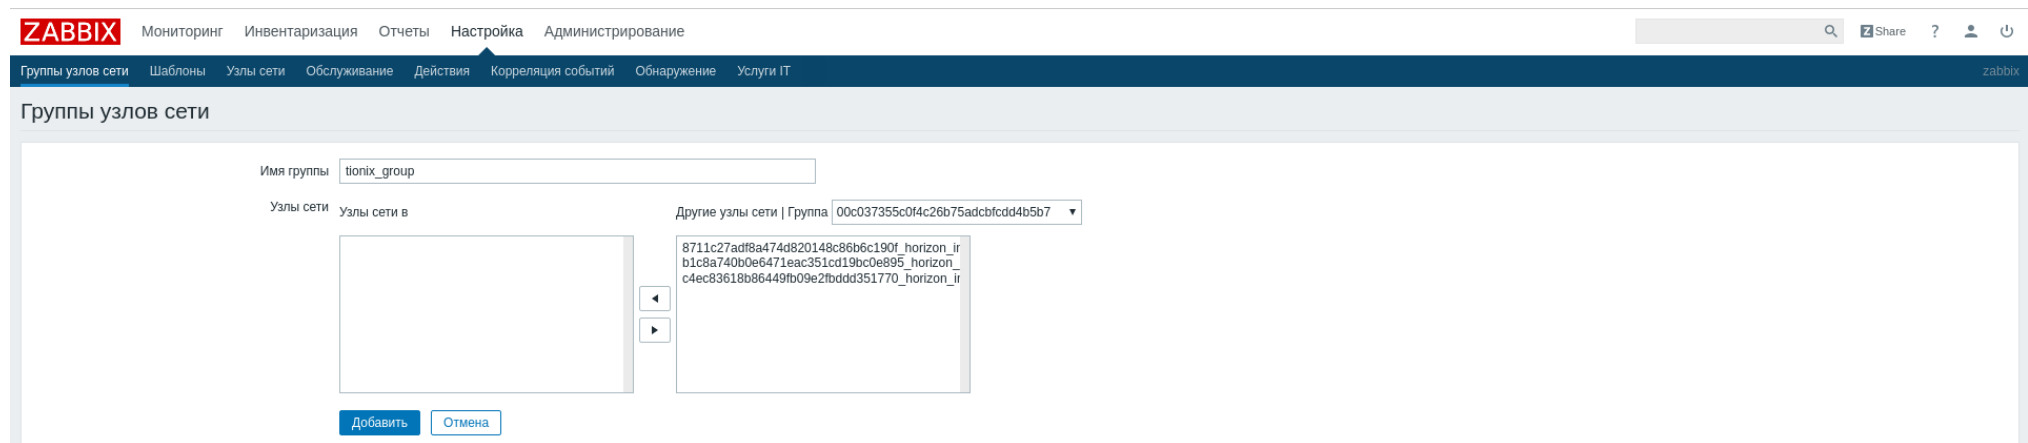 ZABBIX Мониторинг Инвентаризация Отчеты Настройка Администрирование Z Share ?
Группы узлов сети Шаблоны Узлы сети Обслуживание Действия Корреляция событий Обнаружение Услуги IT zabbix
Группы узлов сети
Имя группы tionix_group
Узлы сети Узлы сети в Другие узлы сети | Группа 00c037355c0f4c26b75adcbfcdd4b5b7
8711c27adf8a474d820148c86b6c190f_horizon_ir
b1c8a740b0e6471eac351cd19bc0e895_horizon_
c4ec83618b86449fb09e2fbddd351770_horizon_ir
Добавить Отмена